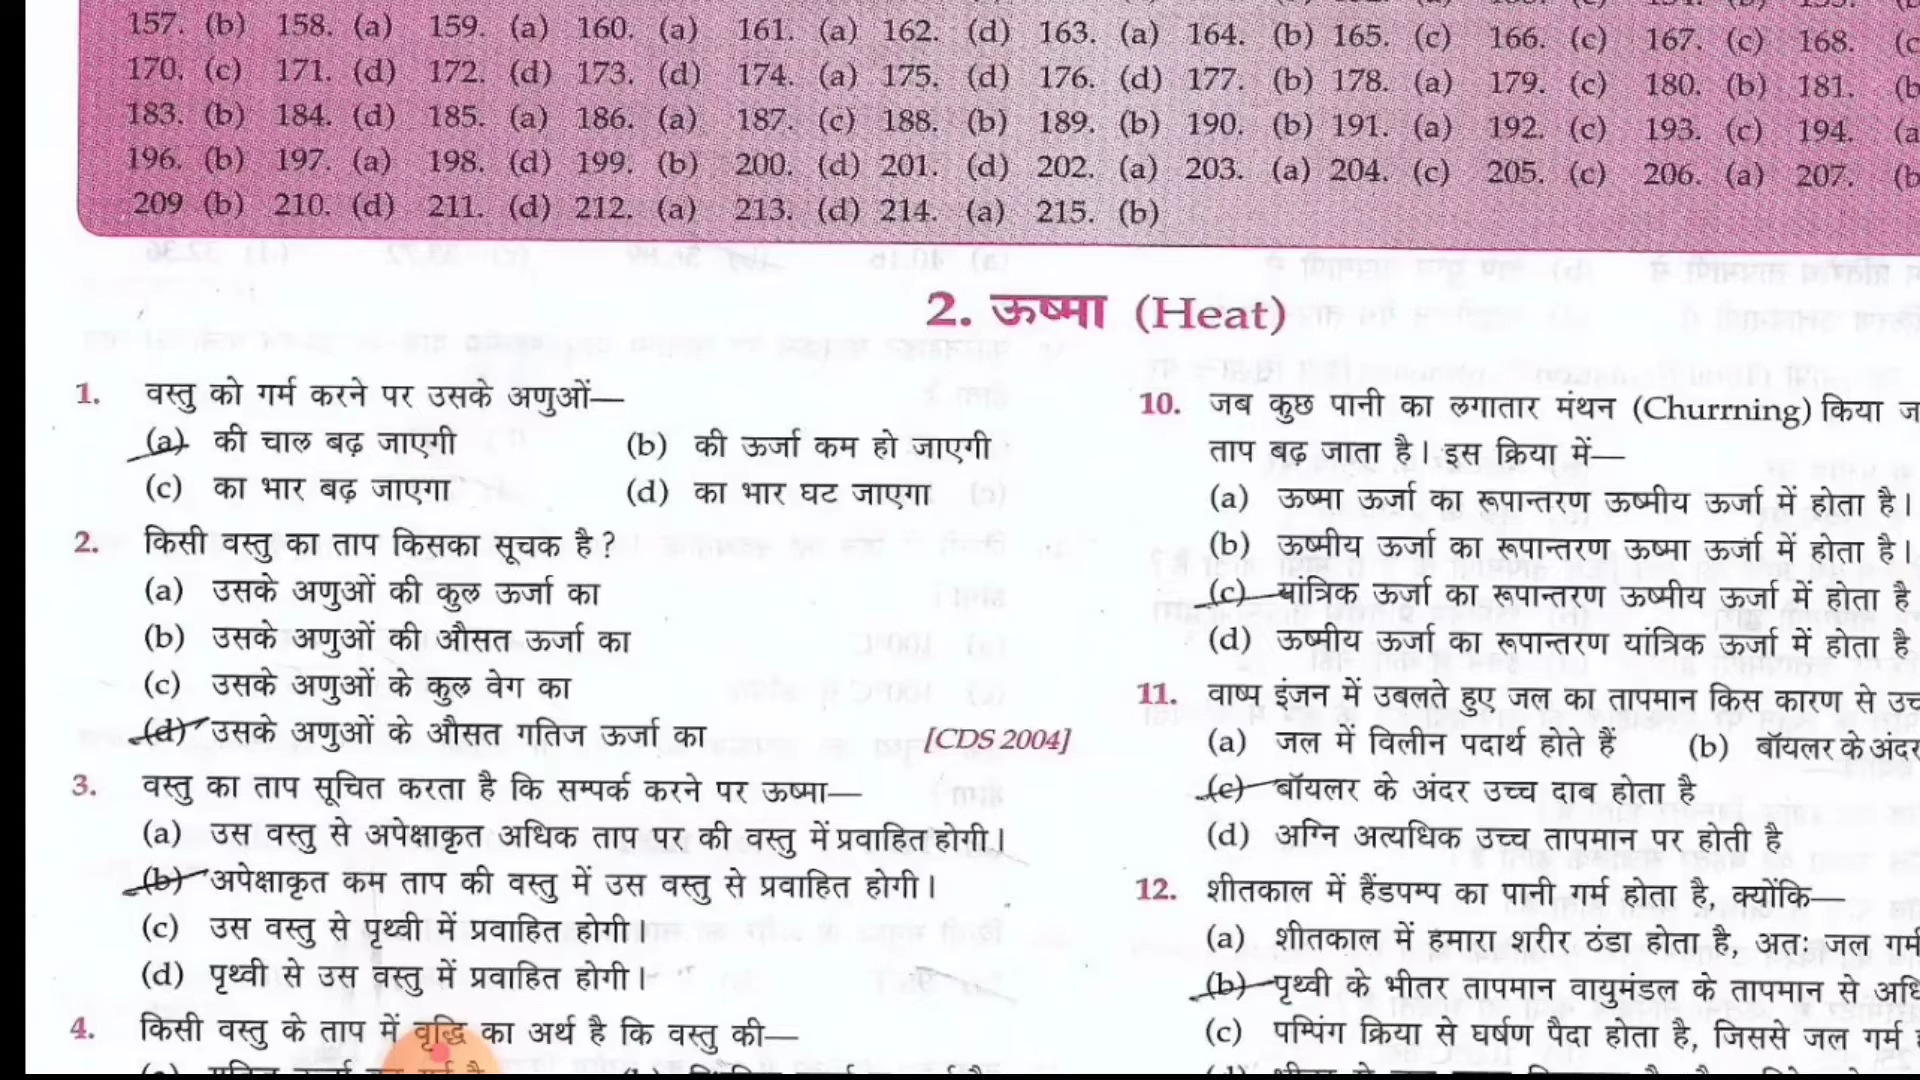 157. (b) 158. (a) 159. (a) 160. (a) 161. (a) 162. (d) 163. (a) 164. (b) 165. (c) 166. (c) 167. (c) 168. (c
170. (c) 171. (d) 172. (d) 173. (d) 174. (a) 175. (d) 176. (d) 177. (b) 178. (a) 179. (c) 180. (b) 181. (b
183. (b) 184. (d) 185. (a) 186. (a) 187. (c) 188. (b) 189. (b) 190. (b) 191. (a) 192. (c) 193. (c) 194. (a
196. (b) 197. (a) 198. (d) 199. (b) 200. (d) 201. (d) 202. (a) 203. (a) 204. (c) 205. (c) 206. (a) 207. (b
209 (b) 210. (d) 211. (d) 212. (a) 213. (d) 214. (a) 215. (b)
2. ऊष्मा (Heat)
1. वस्तु को गर्म करने पर उसके अणुओं—
(a) की चाल बढ़ जाएगी (b) की ऊर्जा कम हो जाएगी
(c) का भार बढ़ जाएगा (d) का भार घट जाएगा
2. किसी वस्तु का ताप किसका सूचक है?
(a) उसके अणुओं की कुल ऊर्जा का
(b) उसके अणुओं की औसत ऊर्जा का
(c) उसके अणुओं के कुल वेग का
(d) उसके अणुओं के औसत गतिज ऊर्जा का [CDS 2004]
3. वस्तु का ताप सूचित करता है कि सम्पर्क करने पर ऊष्मा—
(a) उस वस्तु से अपेक्षाकृत अधिक ताप पर की वस्तु में प्रवाहित होगी।
(b) अपेक्षाकृत कम ताप की वस्तु में उस वस्तु से प्रवाहित होगी।
(c) उस वस्तु से पृथ्वी में प्रवाहित होगी।
(d) पृथ्वी से उस वस्तु में प्रवाहित होगी।
4. किसी वस्तु के ताप में वृद्धि का अर्थ है कि वस्तु की—
10. जब कुछ पानी का लगातार मंथन (Churrning) किया ज
ताप बढ़ जाता है। इस क्रिया में—
(a) ऊष्मा ऊर्जा का रूपान्तरण ऊष्मीय ऊर्जा में होता है।
(b) ऊष्मीय ऊर्जा का रूपान्तरण ऊष्मा ऊर्जा में होता है।
(c) यांत्रिक ऊर्जा का रूपान्तरण ऊष्मीय ऊर्जा में होता है
(d) ऊष्मीय ऊर्जा का रूपान्तरण यांत्रिक ऊर्जा में होता है
11. वाष्प इंजन में उबलते हुए जल का तापमान किस कारण से उच
(a) जल में विलीन पदार्थ होते हैं (b) बॉयलर के अंदर
(c) बॉयलर के अंदर उच्च दाब होता है
(d) अग्नि अत्यधिक उच्च तापमान पर होती है
12. शीतकाल में हैंडपम्प का पानी गर्म होता है, क्योंकि—
(a) शीतकाल में हमारा शरीर ठंडा होता है, अतः जल गर्म
(b) पृथ्वी के भीतर तापमान वायुमंडल के तापमान से अधि
(c) पम्पिंग क्रिया से घर्षण पैदा होता है, जिससे जल गर्म